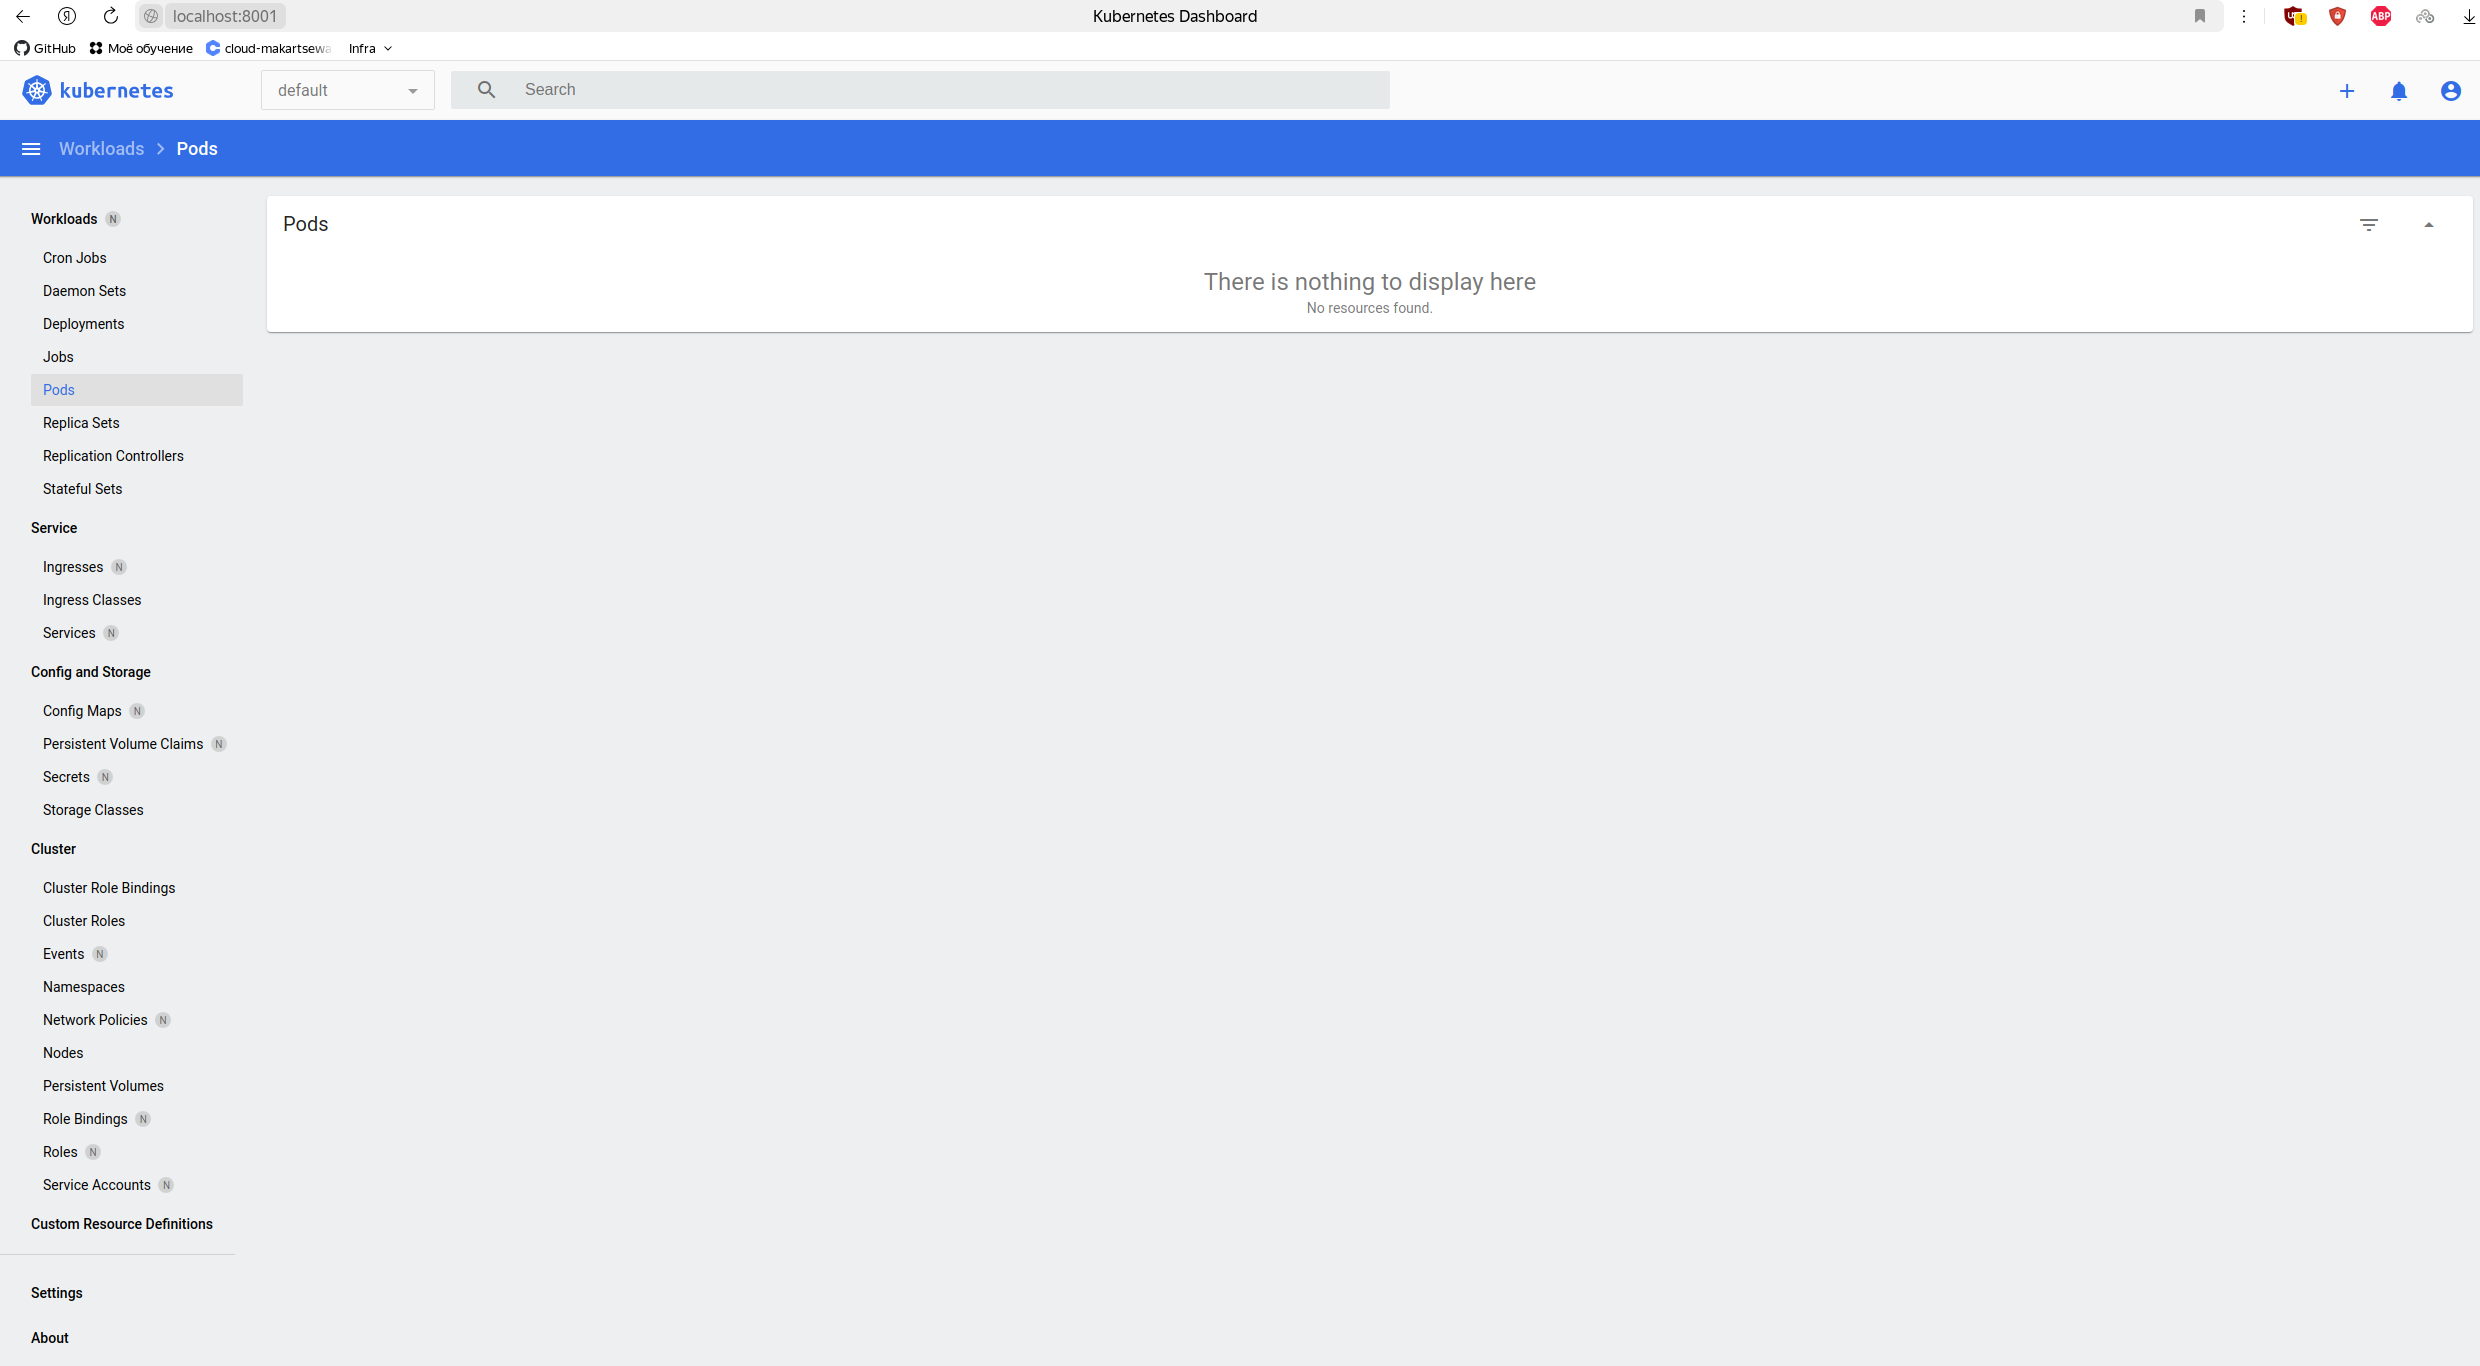 localhost:8001
Kubernetes Dashboard
ABP
GitHub
Моё обучение
cloud-makartsewa
Infra
kubernetes
default
Search
Workloads
Pods
Workloads N
Cron Jobs
Daemon Sets
Deployments
Jobs
Pods
Replica Sets
Replication Controllers
Stateful Sets
Service
Ingresses N
Ingress Classes
Services N
Config and Storage
Config Maps N
Persistent Volume Claims N
Secrets N
Storage Classes
Cluster
Cluster Role Bindings
Cluster Roles
Events N
Namespaces
Network Policies N
Nodes
Persistent Volumes
Role Bindings N
Roles N
Service Accounts N
Custom Resource Definitions
Settings
About
Pods
There is nothing to display here
No resources found.